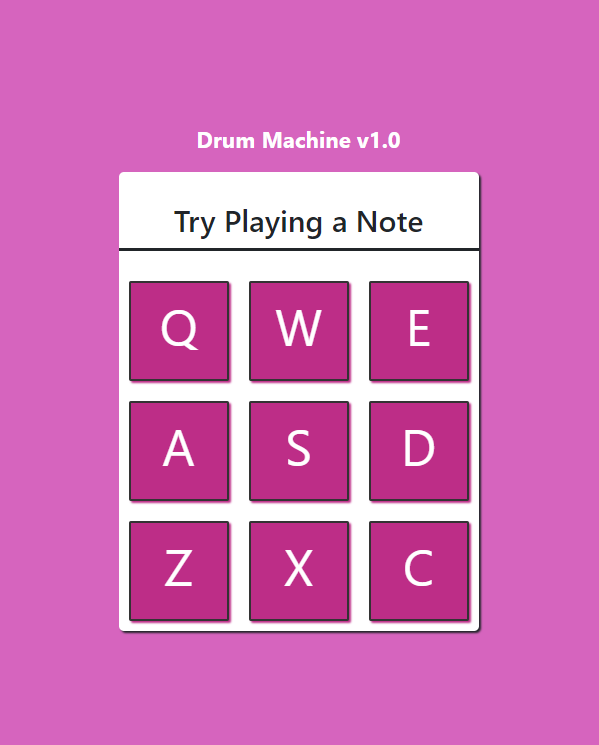 Drum Machine v1.0
Try Playing a Note
Q W E
A S D
Z X C